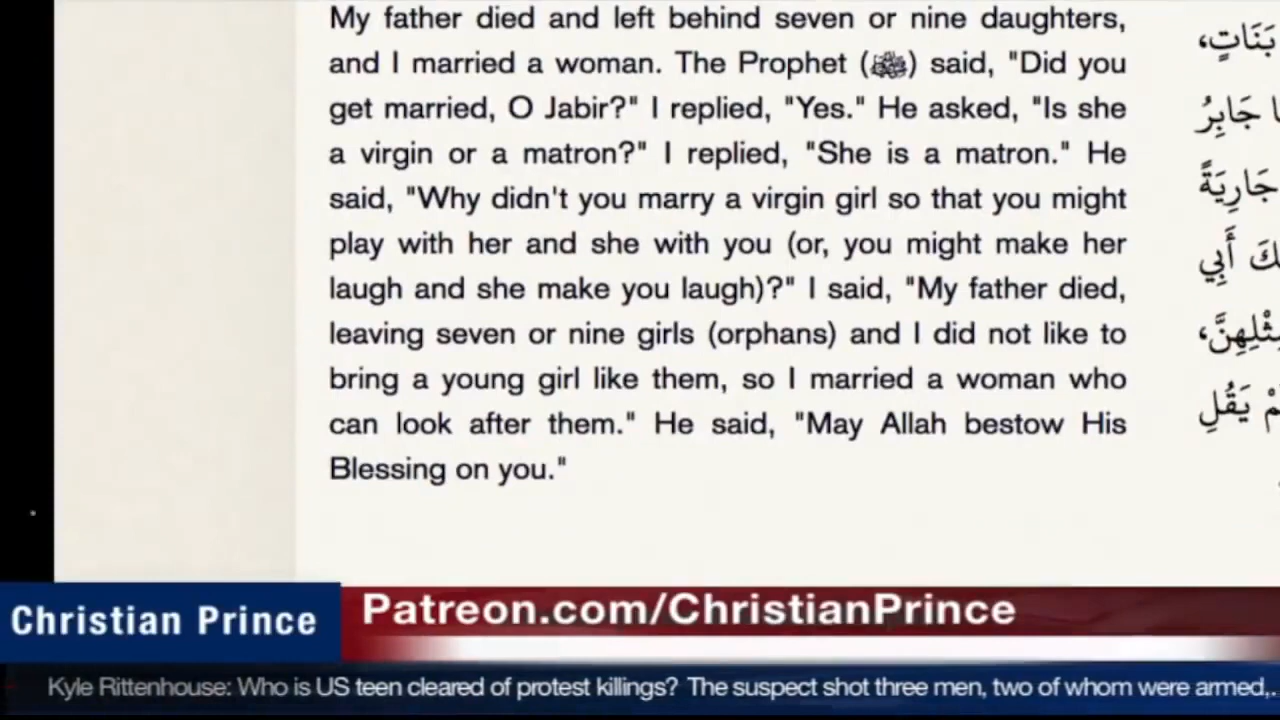 My father died and left behind seven or nine daughters,
and I married a woman. The Prophet (ﷺ) said, "Did you
get married, O Jabir?" I replied, "Yes." He asked, "Is she
a virgin or a matron?" I replied, "She is a matron." He
said, "Why didn't you marry a virgin girl so that you might
play with her and she with you (or, you might make her
laugh and she make you laugh)?" I said, "My father died,
leaving seven or nine girls (orphans) and I did not like to
bring a young girl like them, so I married a woman who
can look after them." He said, "May Allah bestow His
Blessing on you."
بَنَاتٍ،
جَابِرُ
جَارِيَةً
أَبِي
يَقُلِ
Christian Prince
Patreon.com/ChristianPrince
Kyle Rittenhouse: Who is US teen cleared of protest killings? The suspect shot three men, two of whom were armed,..